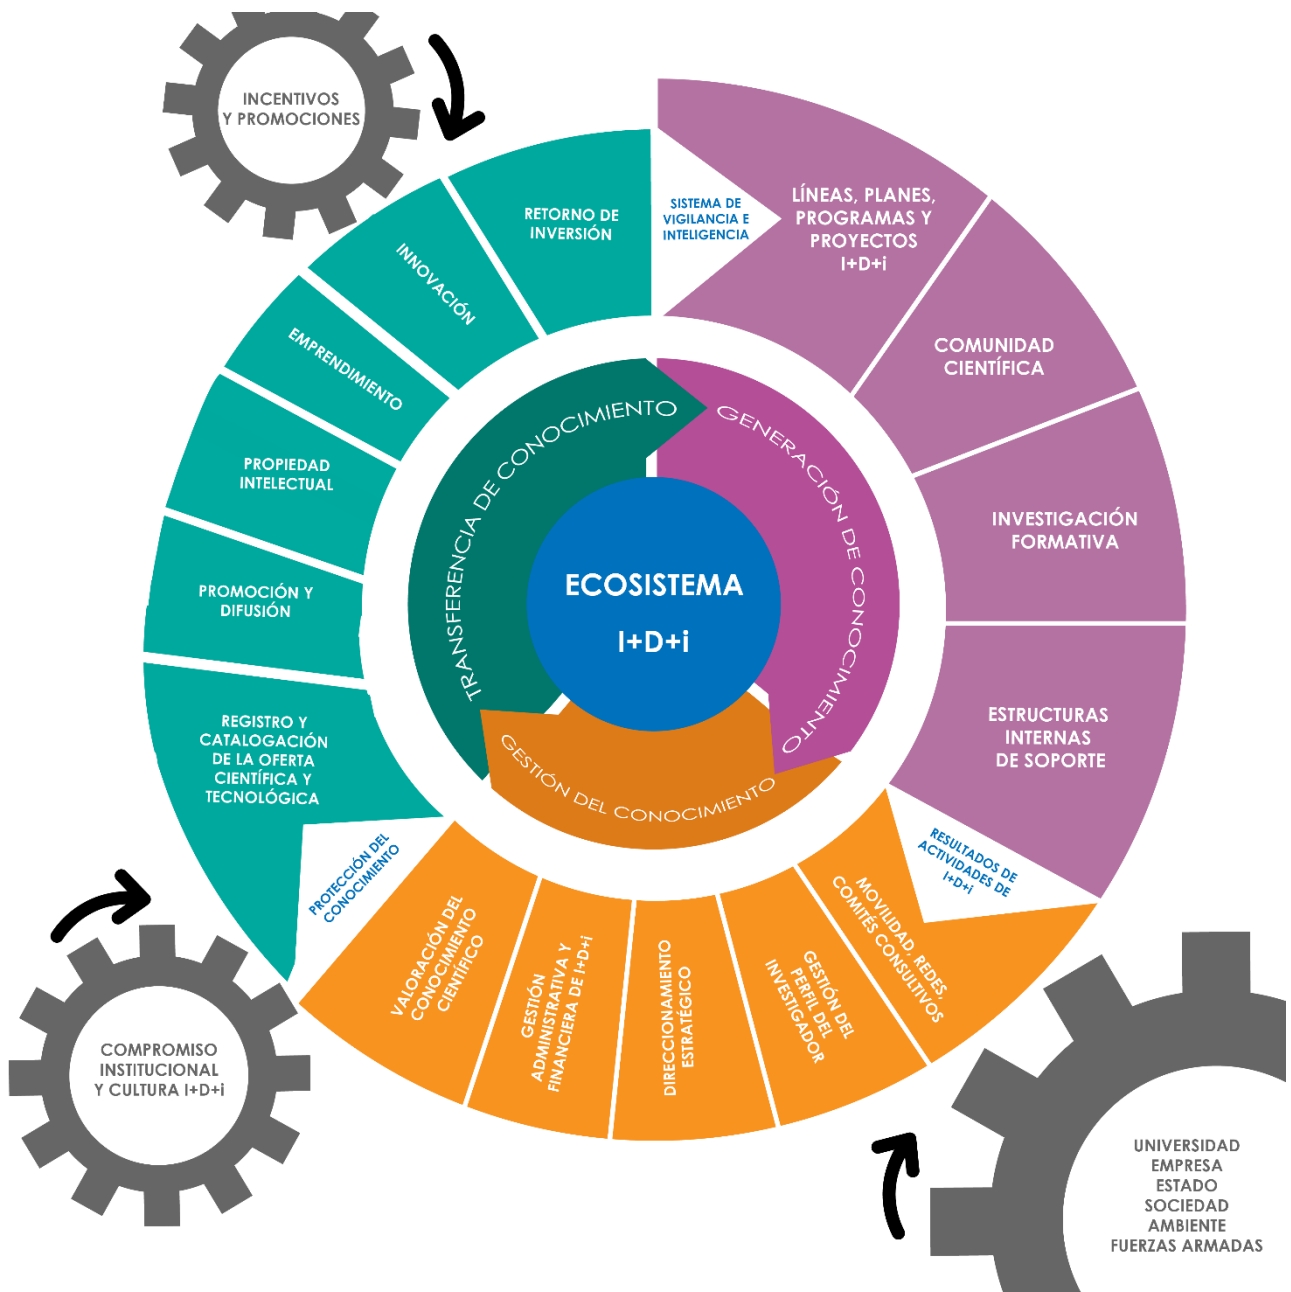 INCENTIVOS
Y PROMOCIONES
RETORNO DE
INVERSIÓN
SISTEMA DE
VIGILANCIA E
INTELIGENCIA
LÍNEAS, PLANES,
PROGRAMAS Y
PROYECTOS
I+D+i
COMUNIDAD
CIENTÍFICA
INVESTIGACIÓN
FORMATIVA
ESTRUCTURAS
INTERNAS
DE SOPORTE
RESULTADOS DE
ACTIVIDADES DE
I+D+i
MOVILIDAD, REDES,
COMITÉS CONSULTIVOS
GESTIÓN DEL
PERFIL DEL
INVESTIGADOR
DIRECCIONAMIENTO
ESTRATÉGICO
GESTIÓN
ADMINISTRATIVA Y
FINANCIERA DE I+D+i
VALORACIÓN DEL
CONOCIMIENTO
CIENTÍFICO
PROTECCIÓN DEL
CONOCIMIENTO
REGISTRO Y
CATALOGACIÓN
DE LA OFERTA
CIENTÍFICA Y
TECNOLÓGICA
PROMOCIÓN Y
DIFUSIÓN
PROPIEDAD
INTELECTUAL
EMPRENDIMIENTO
INNOVACIÓN
TRANSFERENCIA DE CONOCIMIENTO
GENERACIÓN DE CONOCIMIENTO
GESTIÓN DEL CONOCIMIENTO
ECOSISTEMA
I+D+i
COMPROMISO
INSTITUCIONAL
Y CULTURA I+D+i
UNIVERSIDAD
EMPRESA
ESTADO
SOCIEDAD
AMBIENTE
FUERZAS ARMADAS